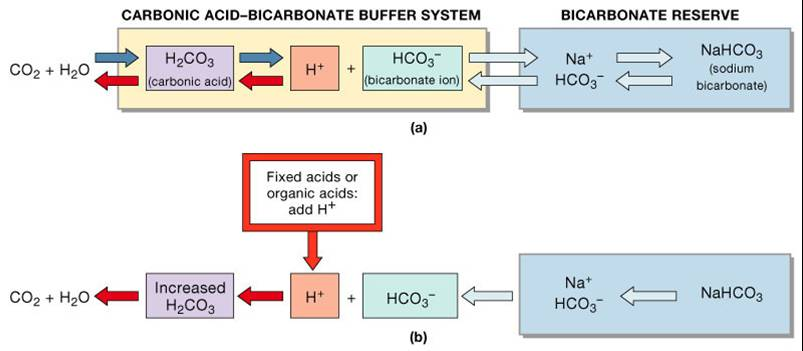 CARBONIC ACID–BICARBONATE BUFFER SYSTEM
BICARBONATE RESERVE
CO₂ + H₂O
H₂CO₃
(carbonic acid)
H⁺
+
HCO₃⁻
(bicarbonate ion)
Na⁺
HCO₃⁻
NaHCO₃
(sodium
bicarbonate)
(a)
Fixed acids or
organic acids:
add H⁺
CO₂ + H₂O
Increased
H₂CO₃
H⁺
+
HCO₃⁻
Na⁺
HCO₃⁻
NaHCO₃
(b)